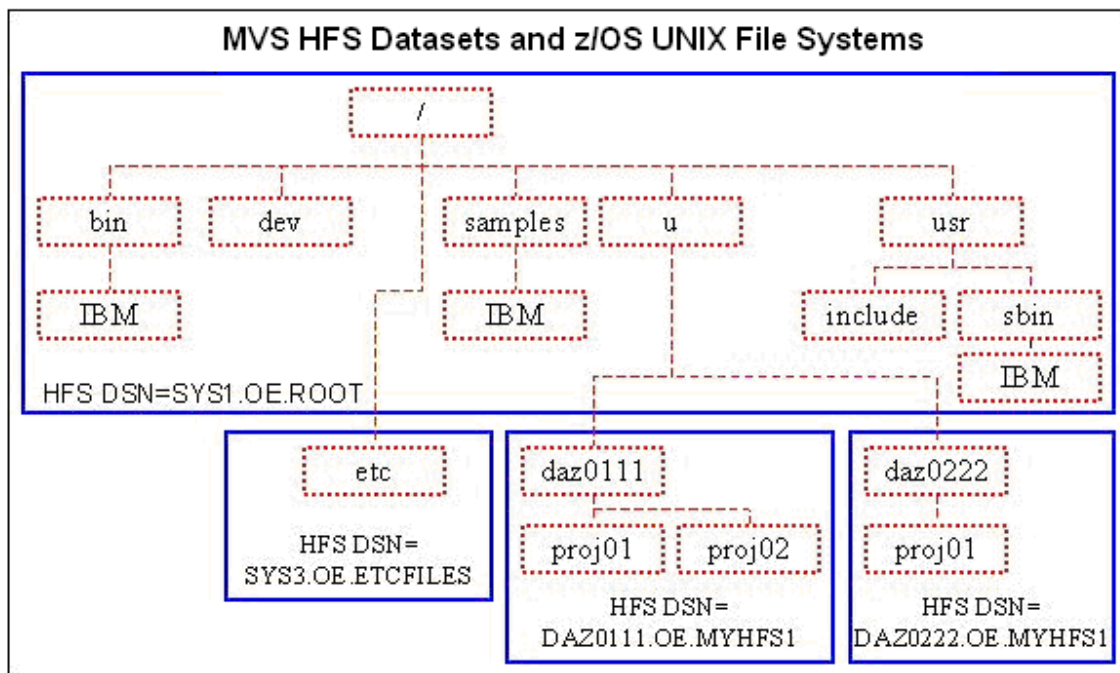 MVS HFS Datasets and z/OS UNIX File Systems
/
bin
dev
samples
u
usr
IBM
IBM
include
sbin
IBM
HFS DSN=SYS1.OE.ROOT
etc
HFS DSN=
SYS3.OE.ETCFILES
daz0111
proj01
proj02
HFS DSN=
DAZ0111.OE.MYHFS1
daz0222
proj01
HFS DSN=
DAZ0222.OE.MYHFS1